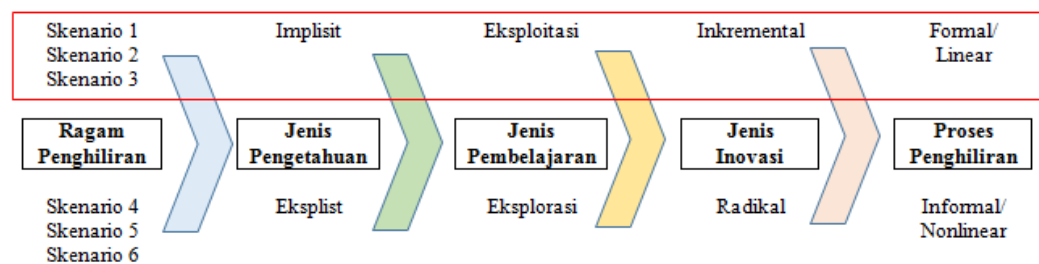 Skenario 1
Skenario 2
Skenario 3
Implisit
Eksploitasi
Inkremental
Formal/
Linear
Ragam
Penghiliran
Jenis
Pengetahuan
Jenis
Pembelajaran
Jenis
Inovasi
Proses
Penghiliran
Skenario 4
Skenario 5
Skenario 6
Eksplist
Eksplorasi
Radikal
Informal/
Nonlinear